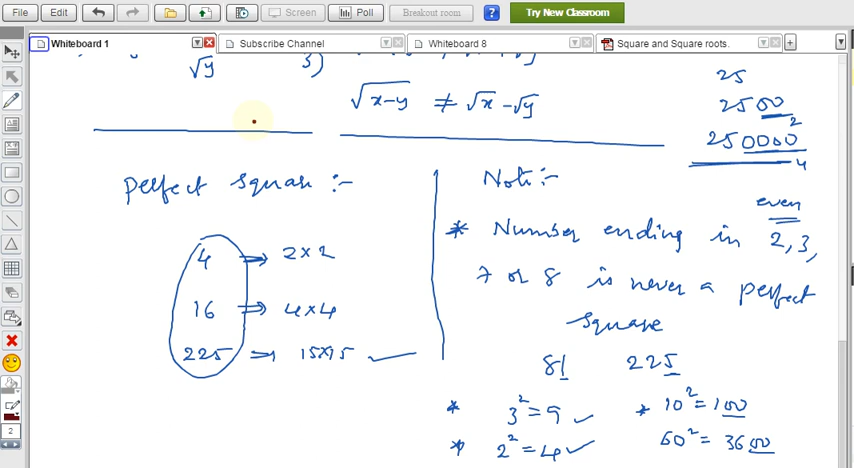 File Edit Screen Poll Breakout room ? Try New Classroom
Whiteboard 1 Subscribe Channel Whiteboard 8 Square and Square roots.
√y 3)
√x-y ≠ √x - √y
25
2500
2
250000
4
Perfect Square :-
4 ⇒ 2×2
16 ⇒ 4×4
225 ⇒ 15×15
Note :-
even
* Number ending in 2, 3,
7 or 8 is never a perfect
square
81 225
* 3² = 9 ✓ * 10² = 100
* 2² = 4 ✓ 60² = 3600
2